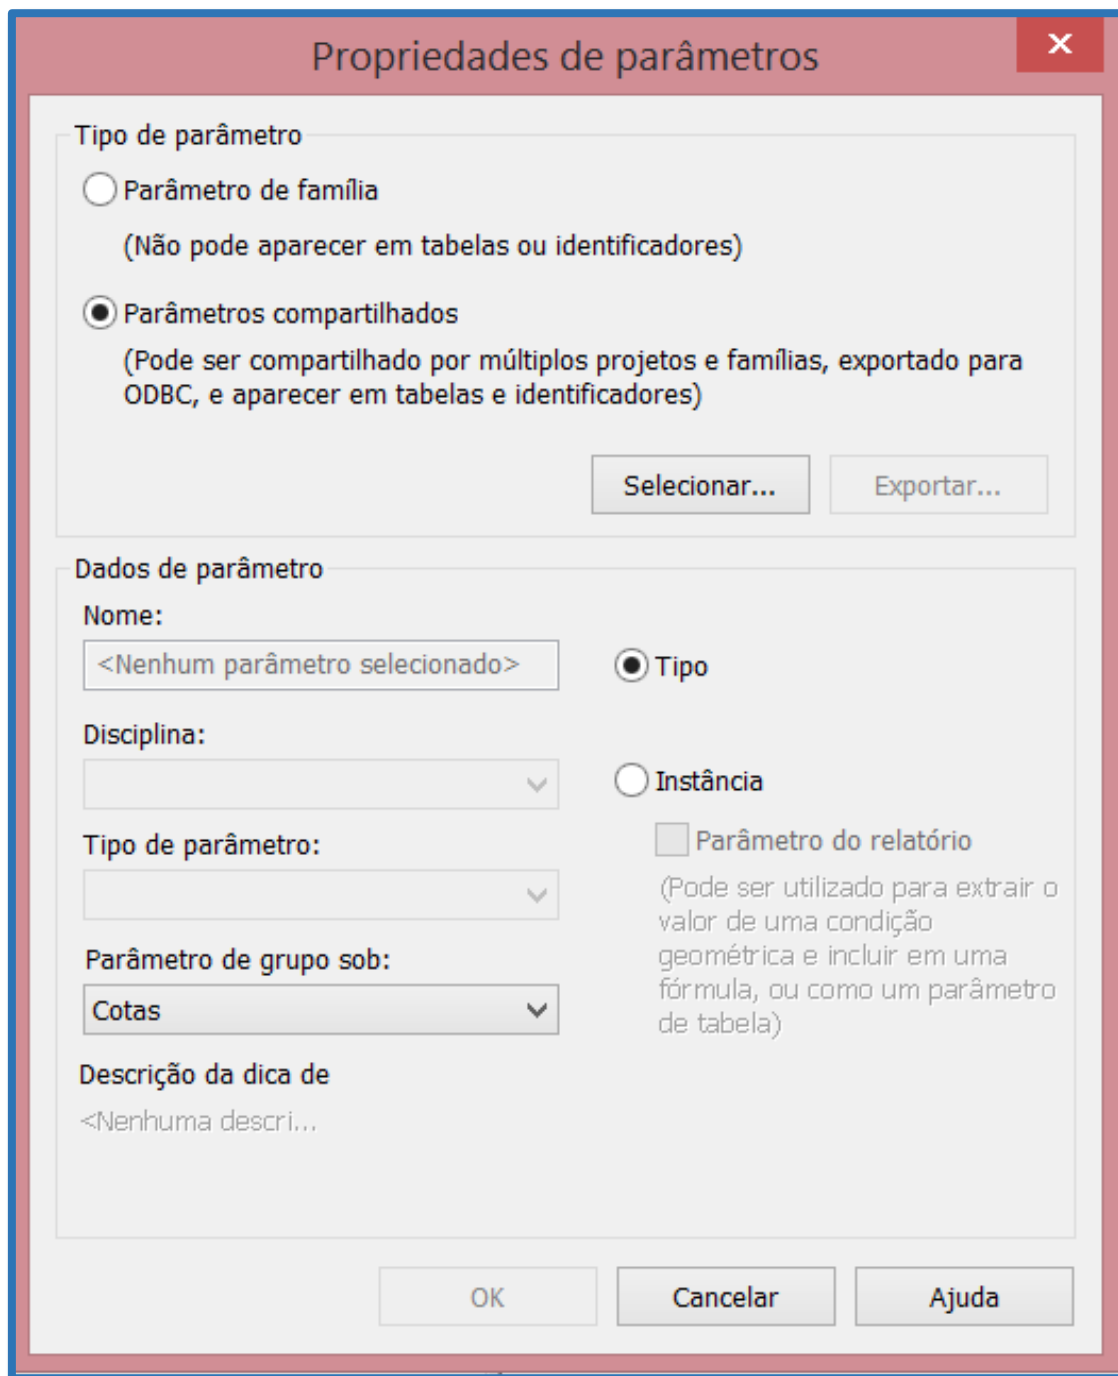 Propriedades de parâmetros
Tipo de parâmetro
Parâmetro de família
(Não pode aparecer em tabelas ou identificadores)
Parâmetros compartilhados
(Pode ser compartilhado por múltiplos projetos e famílias, exportado para
ODBC, e aparecer em tabelas e identificadores)
Selecionar... Exportar...
Dados de parâmetro
Nome:
<Nenhum parâmetro selecionado>
Tipo
Disciplina:
Instância
Tipo de parâmetro:
Parâmetro do relatório
(Pode ser utilizado para extrair o
valor de uma condição
geométrica e incluir em uma
fórmula, ou como um parâmetro
de tabela)
Parâmetro de grupo sob:
Cotas
Descrição da dica de
<Nenhuma descri...
OK Cancelar Ajuda